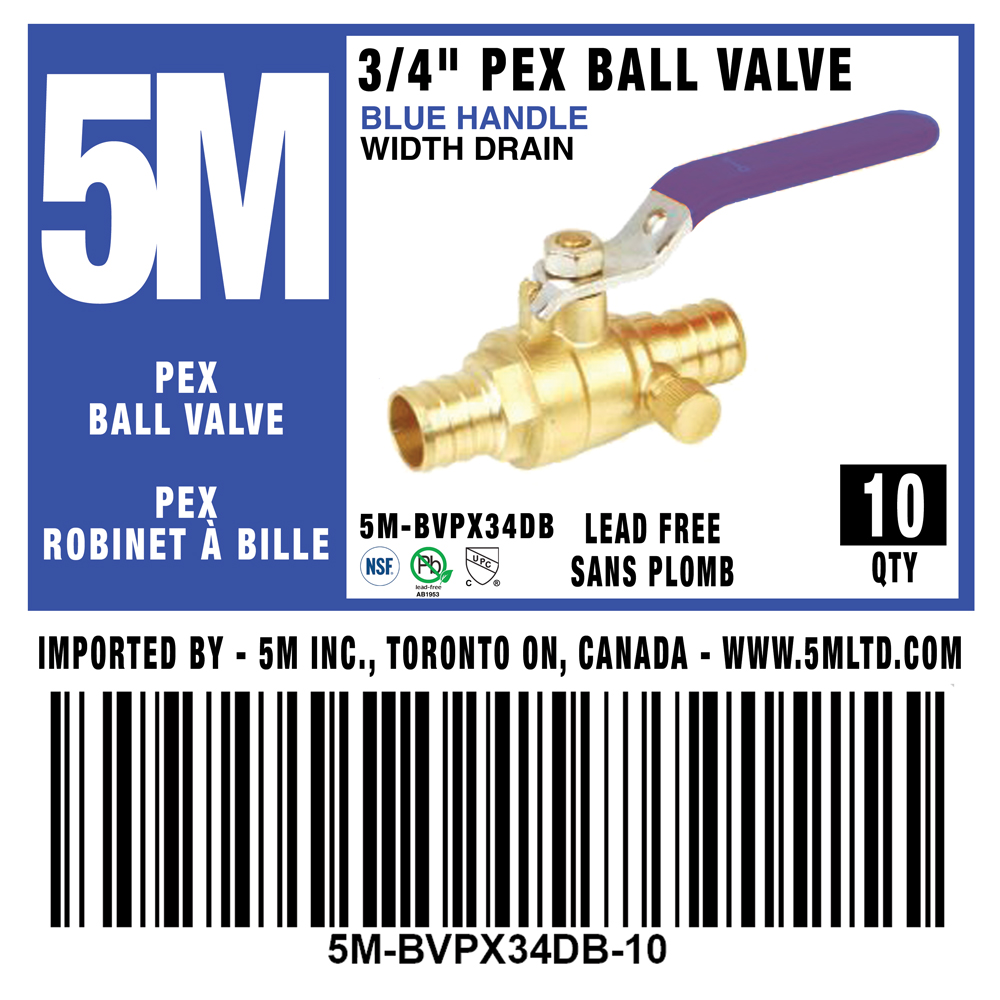 5M
PEX
BALL VALVE
PEX
ROBINET À BILLE
3/4" PEX BALL VALVE
BLUE HANDLE
WIDTH DRAIN
5M-BVPX34DB
LEAD FREE
SANS PLOMB
NSF.
Pb
lead-free
AB1953
UPC
C ®
10
QTY
IMPORTED BY - 5M INC., TORONTO ON, CANADA - WWW.5MLTD.COM
5M-BVPX34DB-10